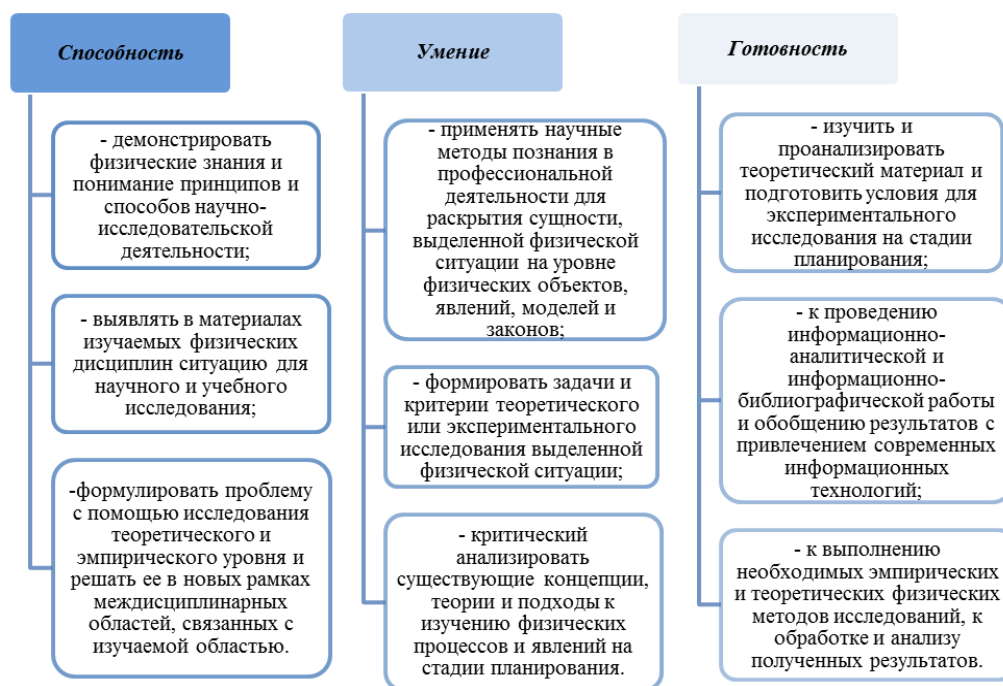 Способность
- демонстрировать
физические знания и
понимание принципов и
способов научно-
исследовательской
деятельности;
- выявлять в материалах
изучаемых физических
дисциплин ситуацию для
научного и учебного
исследования;
-формулировать проблему
с помощью исследования
теоретического и
эмпирического уровня и
решать ее в новых рамках
междисциплинарных
областей, связанных с
изучаемой областью.
Умение
- применять научные
методы познания в
профессиональной
деятельности для
раскрытия сущности,
выделенной физической
ситуации на уровне
физических объектов,
явлений, моделей и
законов;
- формировать задачи и
критерии теоретического
или экспериментального
исследования выделенной
физической ситуации;
- критический
анализировать
существующие концепции,
теории и подходы к
изучению физических
процессов и явлений на
стадии планирования.
Готовность
- изучить и
проанализировать
теоретический материал и
подготовить условия для
экспериментального
исследования на стадии
планирования;
- к проведению
информационно-
аналитической и
информационно-
библиографической работы
и обобщению результатов с
привлечением современных
информационных
технологий;
- к выполнению
необходимых эмпирических
и теоретических физических
методов исследований, к
обработке и анализу
полученных результатов.